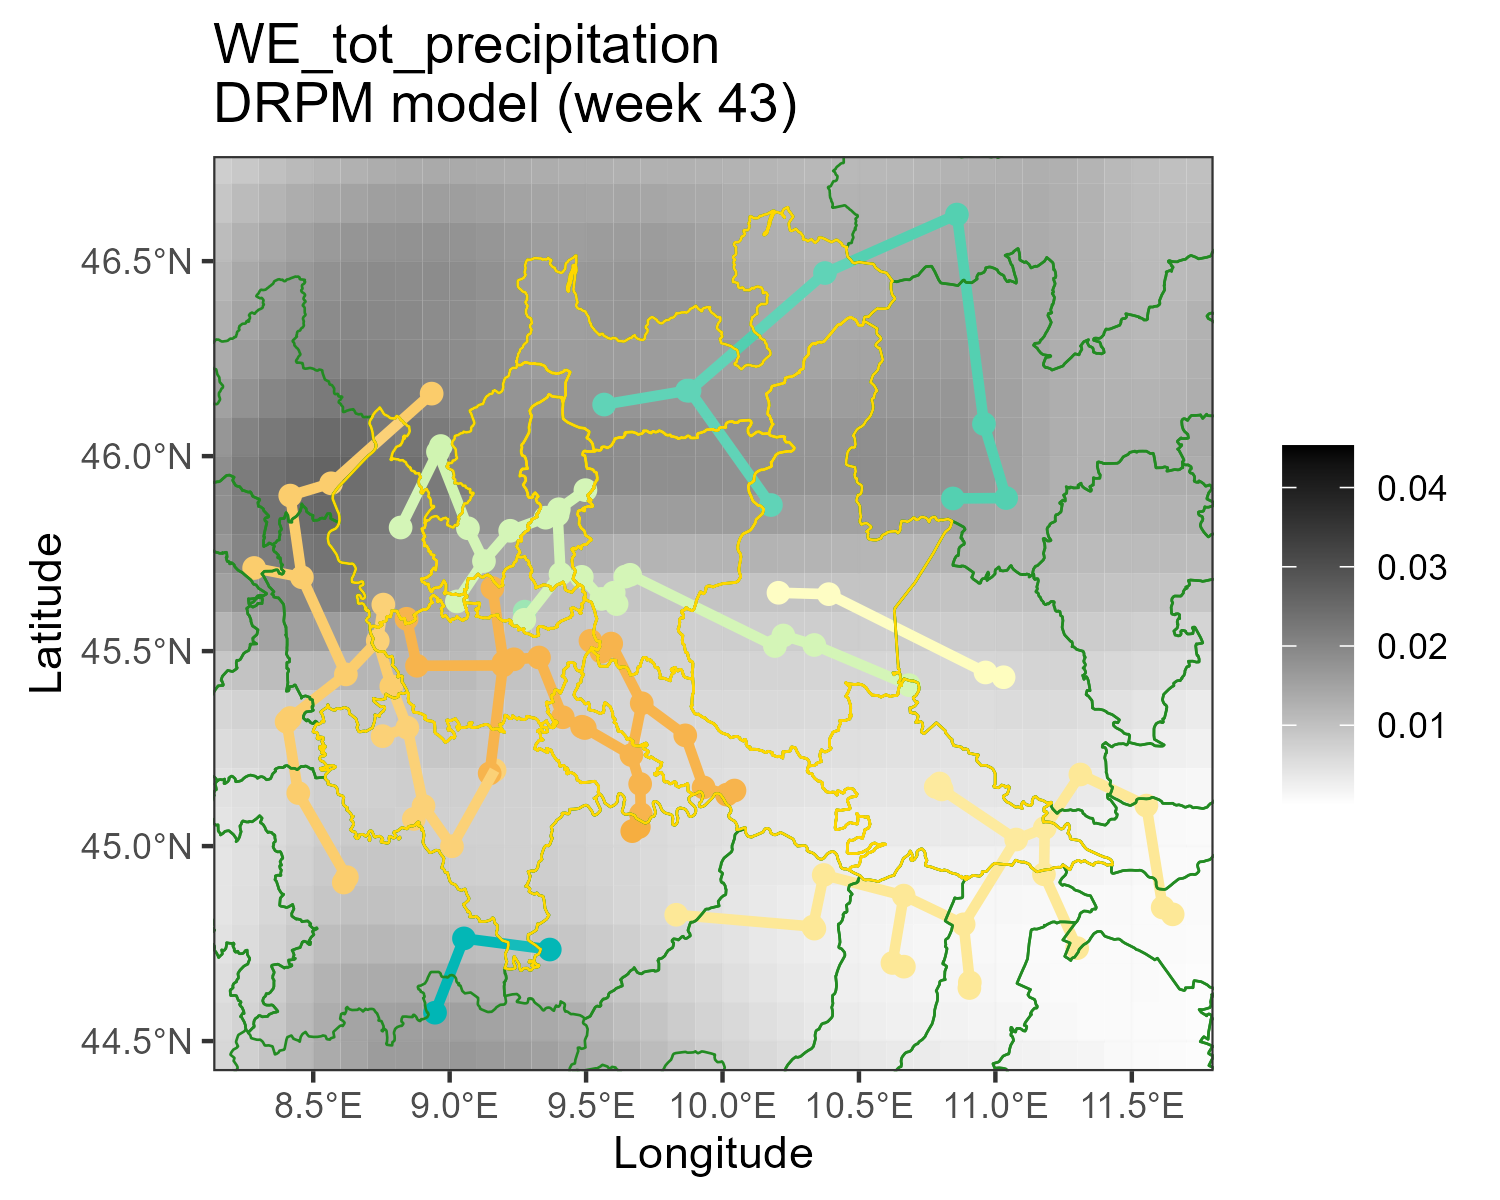 WE_tot_precipitation
DRPM model (week 43)
46.5°N
46.0°N
45.5°N
45.0°N
44.5°N
Latitude
8.5°E
9.0°E
9.5°E
10.0°E
10.5°E
11.0°E
11.5°E
Longitude
0.04
0.03
0.02
0.01